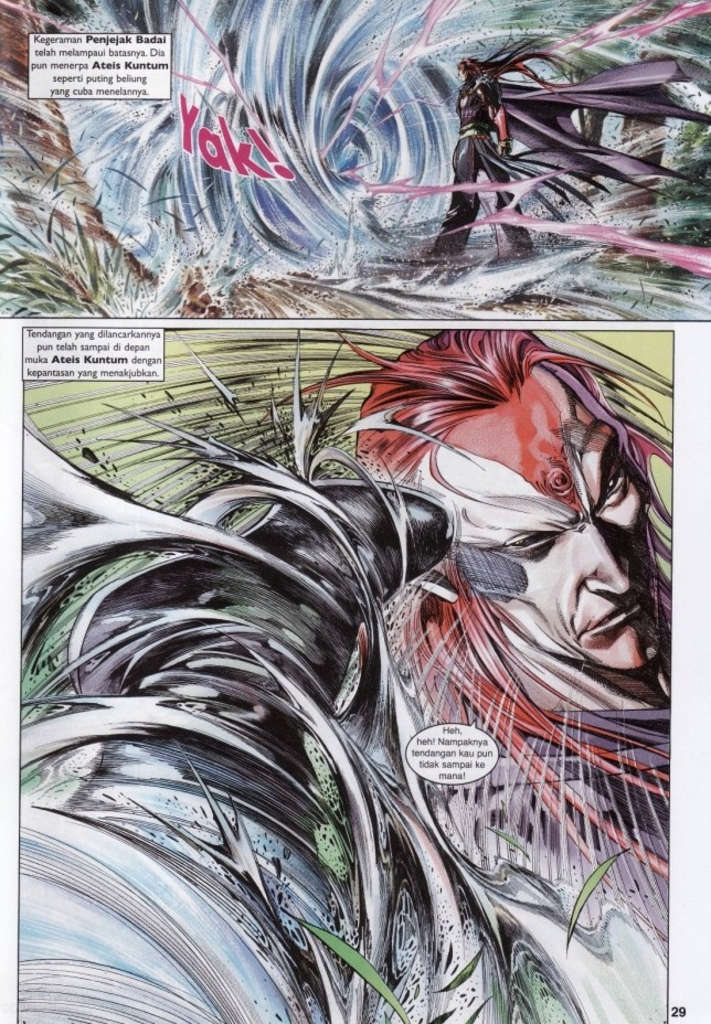 Kegeraman Penjejak Badai
telah melampaui batasnya. Dia
pun menerpa Ateis Kuntum
seperti puting beliung
yang cuba menelannya.
Yak!
Tendangan yang dilancarkannya
pun telah sampai di depan
muka Ateis Kuntum dengan
kepantasan yang menakjubkan.
Heh,
heh! Nampaknya
tendangan kau pun
tidak sampai ke
mana!
29